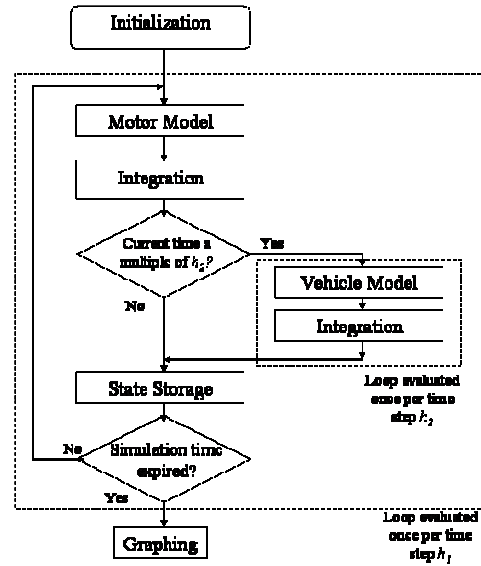 Initialization
Motor Model
Integration
Current time a
multiple of h2?
Yes
No
Vehicle Model
Integration
Loop evaluated
once per time
step h2
State Storage
Simulation time
expired?
No
Yes
Graphing
Loop evaluated
once per time
step h1